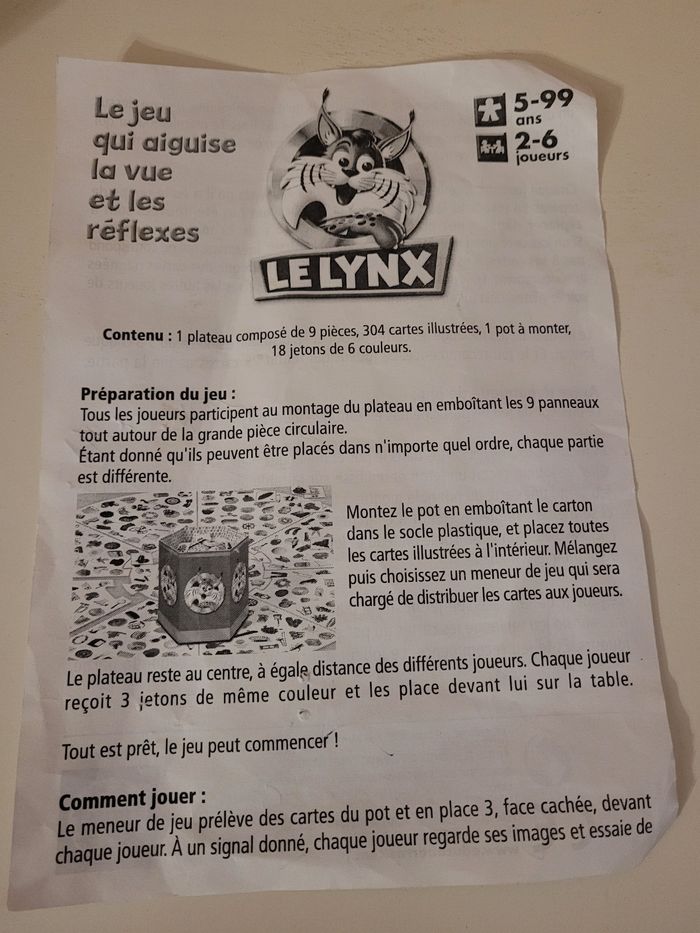 Le jeu
qui aiguise
la vue
et les
réflexes
LE LYNX
5-99
ans
2-6
joueurs
Contenu : 1 plateau composé de 9 pièces, 304 cartes illustrées, 1 pot à monter,
18 jetons de 6 couleurs.
Préparation du jeu :
Tous les joueurs participent au montage du plateau en emboîtant les 9 panneaux
tout autour de la grande pièce circulaire.
Étant donné qu'ils peuvent être placés dans n'importe quel ordre, chaque partie
est différente.
Montez le pot en emboîtant le carton
dans le socle plastique, et placez toutes
les cartes illustrées à l'intérieur. Mélangez
puis choisissez un meneur de jeu qui sera
chargé de distribuer les cartes aux joueurs.
Le plateau reste au centre, à égale distance des différents joueurs. Chaque joueur
reçoit 3 jetons de même couleur et les place devant lui sur la table.
Tout est prêt, le jeu peut commencer !
Comment jouer :
Le meneur de jeu prélève des cartes du pot et en place 3, face cachée, devant
chaque joueur. À un signal donné, chaque joueur regarde ses images et essaie de